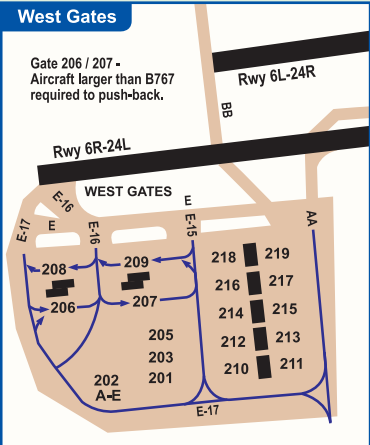 West Gates
Gate 206 / 207 -
Aircraft larger than B767
required to push-back.
Rwy 6L-24R
BB
Rwy 6R-24L
WEST GATES
E-16
E-17
E
E-16
E
E-15
AA
208
209
206
207
218
219
216
217
214
215
212
213
210
211
205
203
201
202
A-E
E-17